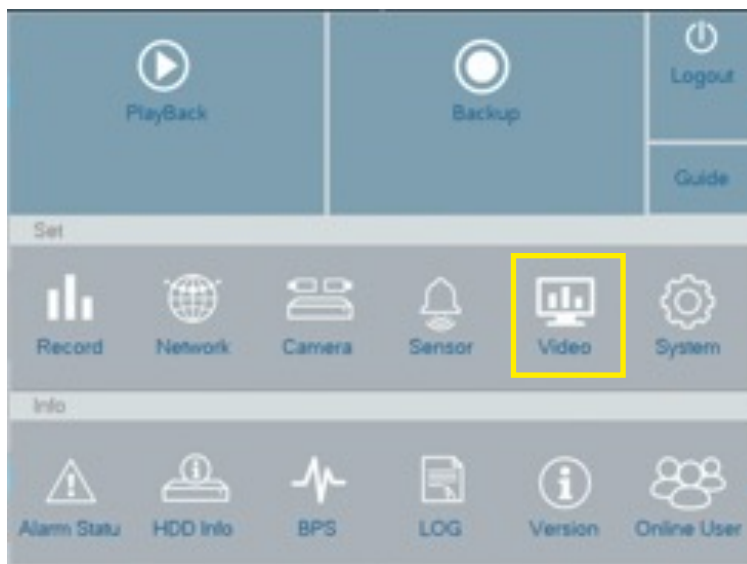 PlayBack
Backup
Logout
Guide
Set
Record
Network
Camera
Sensor
Video
System
Info
Alarm Statu
HDD Info
BPS
LOG
Version
Online User